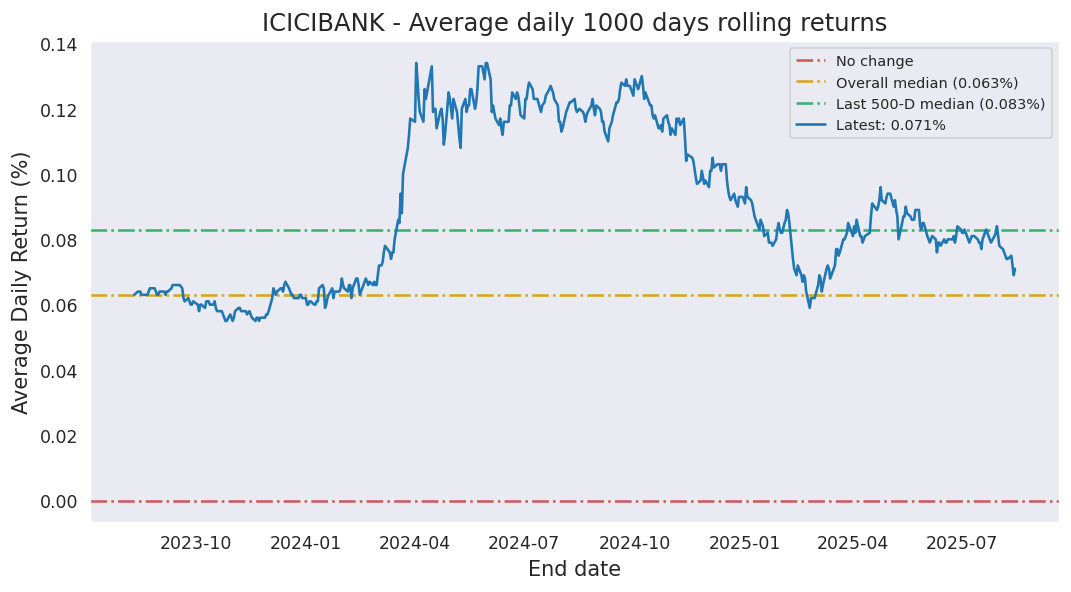 ICICIBANK - Average daily 1000 days rolling returns
No change
Overall median (0.063%)
Last 500-D median (0.083%)
Latest: 0.071%
Average Daily Return (%)
0.14
0.12
0.10
0.08
0.06
0.04
0.02
0.00
2023-10 2024-01 2024-04 2024-07 2024-10 2025-01 2025-04 2025-07
End date